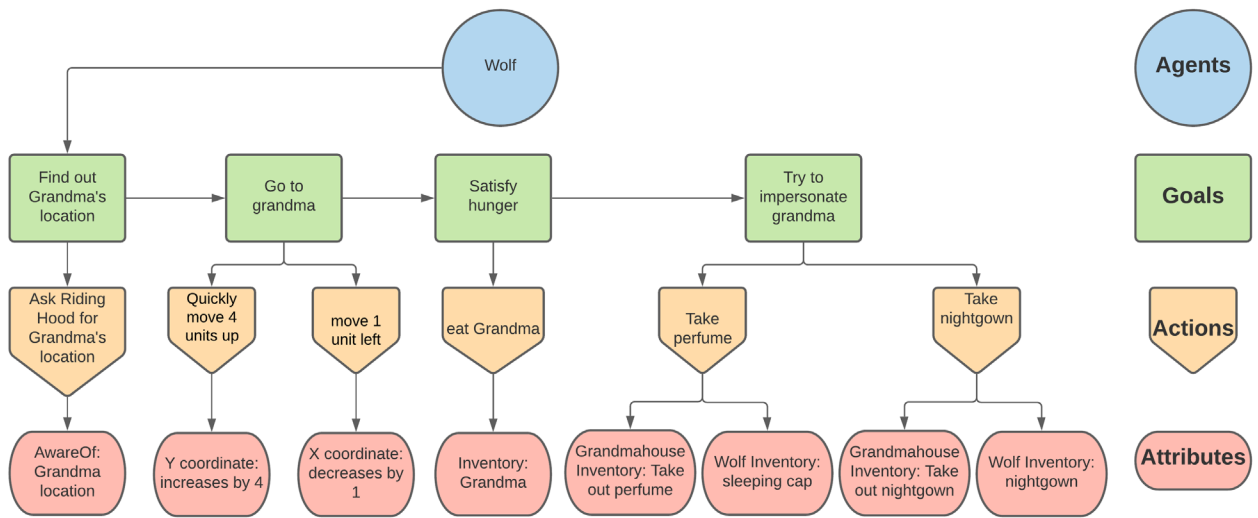 Wolf
Agents
Find out
Grandma's
location
Go to
grandma
Satisfy
hunger
Try to
impersonate
grandma
Goals
Ask Riding
Hood for
Grandma's
location
Quickly
move 4
units up
move 1
unit left
eat Grandma
Take
perfume
Take
nightgown
Actions
AwareOf:
Grandma
location
Y coordinate:
increases by 4
X coordinate:
decreases by
1
Inventory:
Grandma
Grandmahouse
Inventory: Take
out perfume
Wolf Inventory:
sleeping cap
Grandmahouse
Inventory: Take
out nightgown
Wolf Inventory:
nightgown
Attributes